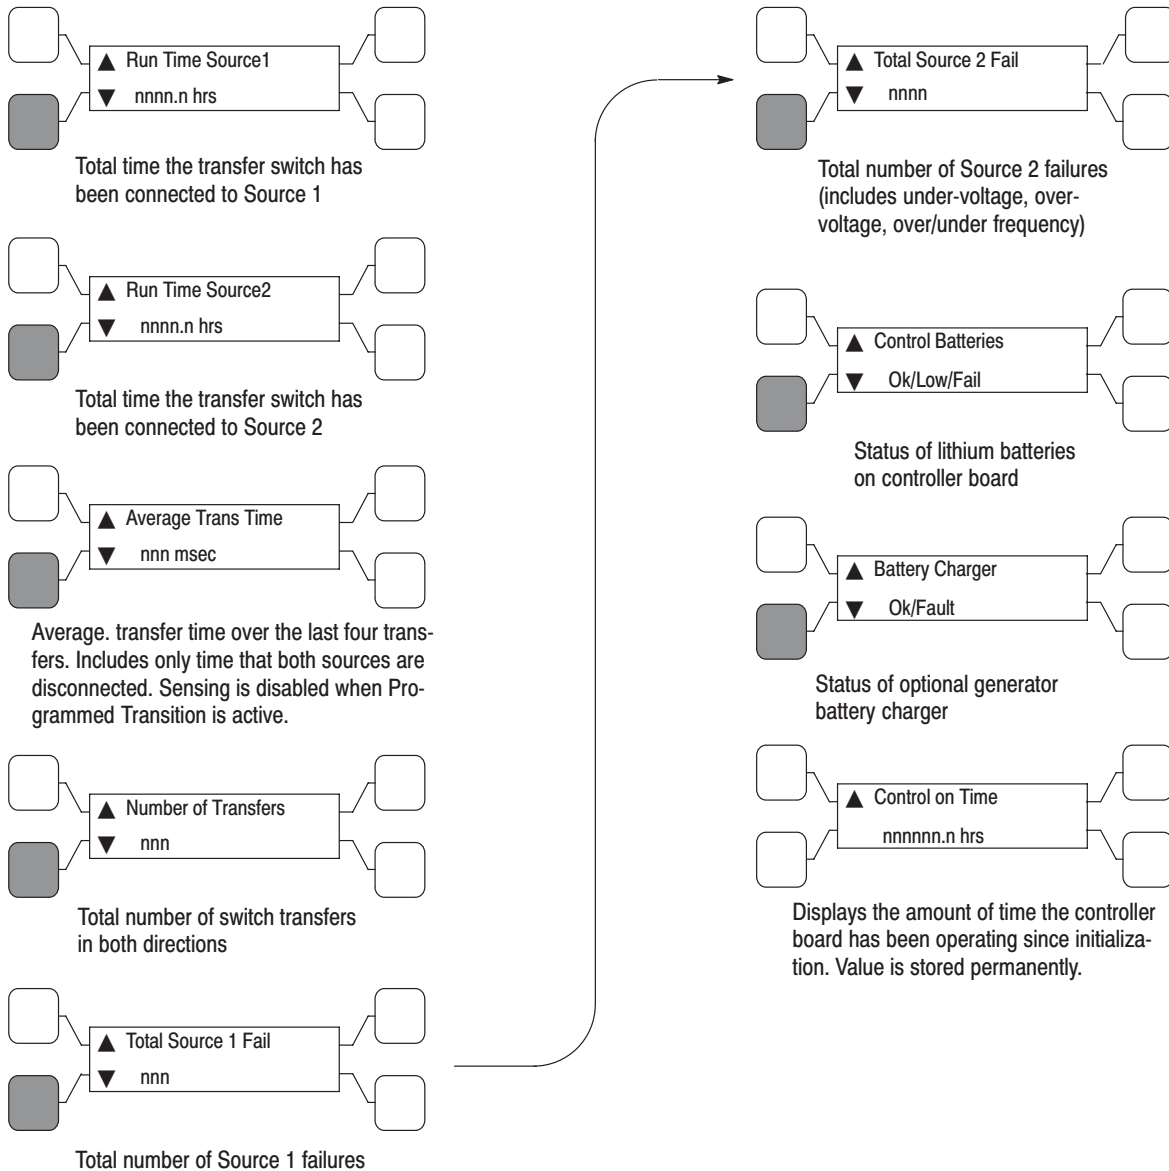 ▲ Run Time Source1
▼ nnnn.n hrs
Total time the transfer switch has
been connected to Source 1
▲ Run Time Source2
▼ nnnn.n hrs
Total time the transfer switch has
been connected to Source 2
▲ Average Trans Time
▼ nnn msec
Average. transfer time over the last four trans-
fers. Includes only time that both sources are
disconnected. Sensing is disabled when Pro-
grammed Transition is active.
▲ Number of Transfers
▼ nnn
Total number of switch transfers
in both directions
▲ Total Source 1 Fail
▼ nnn
Total number of Source 1 failures
▲ Total Source 2 Fail
▼ nnnn
Total number of Source 2 failures
(includes under-voltage, over-
voltage, over/under frequency)
▲ Control Batteries
▼ Ok/Low/Fail
Status of lithium batteries
on controller board
▲ Battery Charger
▼ Ok/Fault
Status of optional generator
battery charger
▲ Control on Time
nnnnnn.n hrs
Displays the amount of time the controller
board has been operating since initializa-
tion. Value is stored permanently.